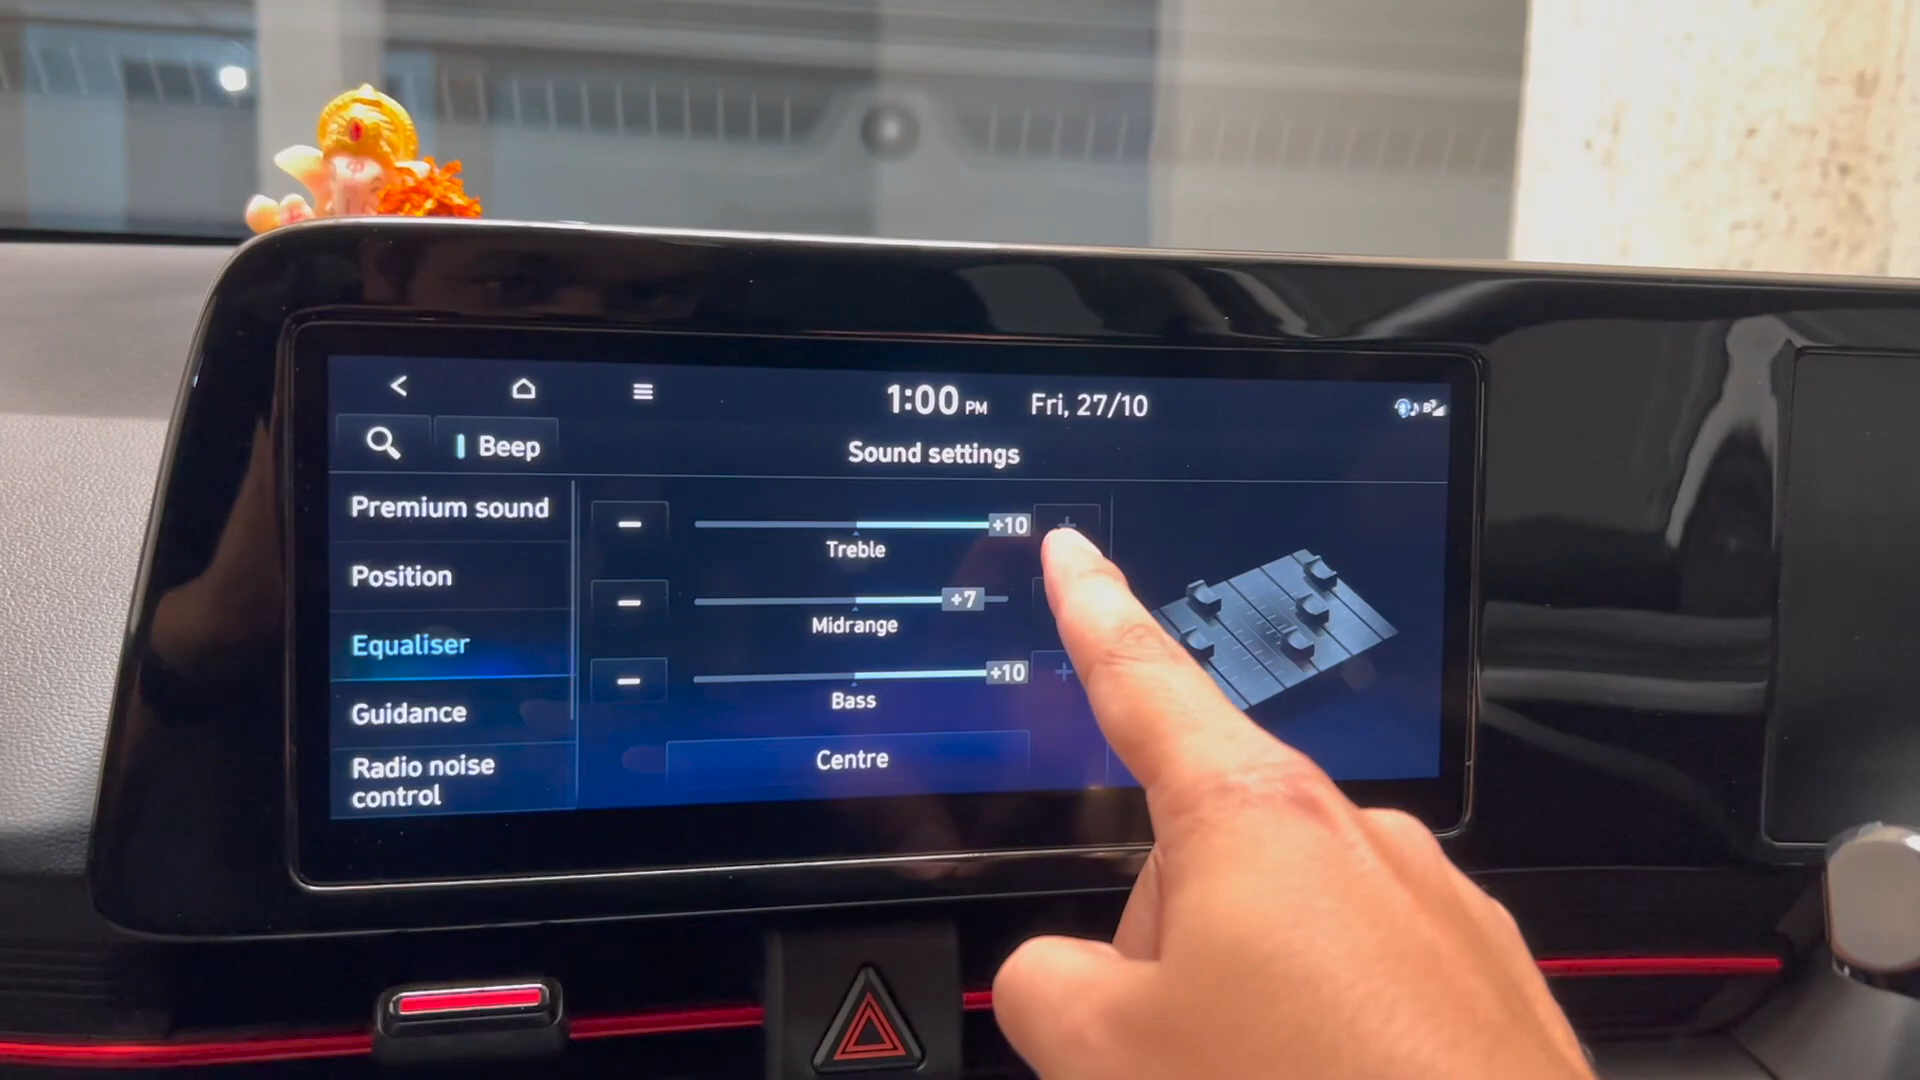 1:00 PM Fri, 27/10
Beep
Sound settings
Premium sound
Position
Equaliser
Guidance
Radio noise
control
- +10 +
Treble
- +7
Midrange
- +10 +
Bass
Centre